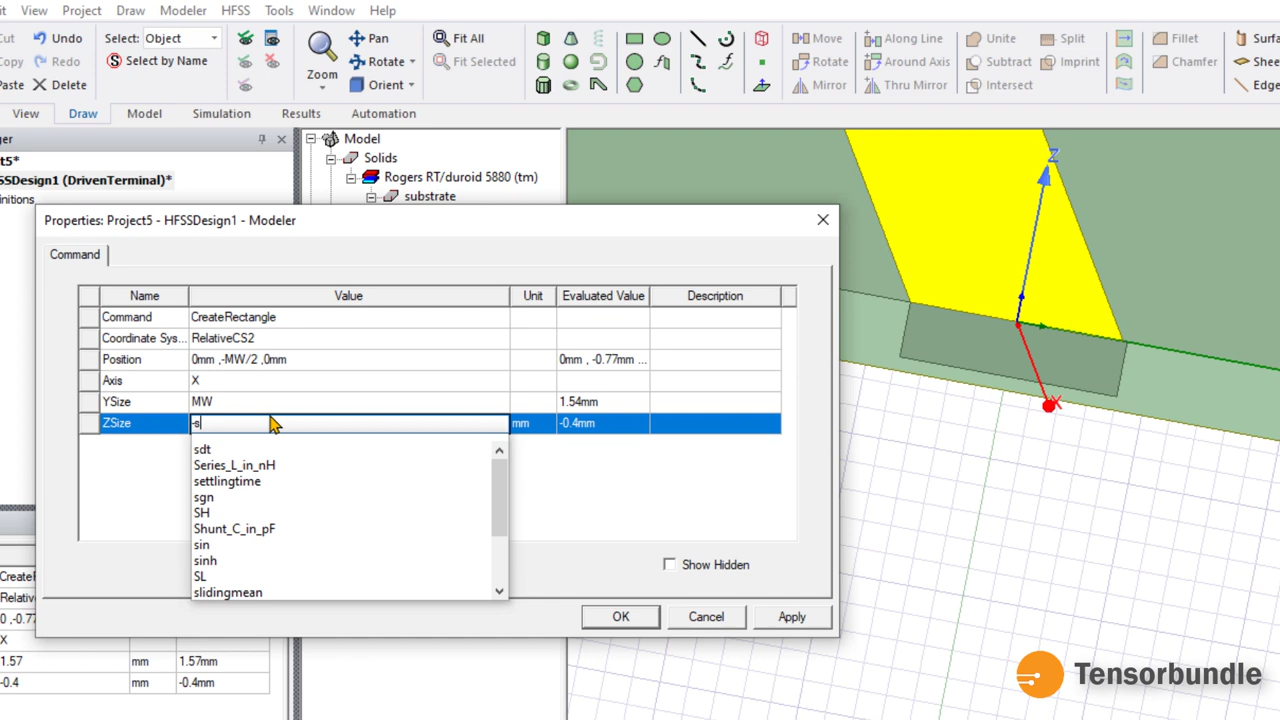 View Project Draw Modeler HFSS Tools Window Help
Cut Undo Select: Object Pan Fit All Move Along Line Unite Split Fillet
Copy Redo Select by Name Zoom Rotate Fit Selected Rotate Around Axis Subtract Imprint Chamfer
Paste Delete Orient Mirror Thru Mirror Intersect
View Draw Model Simulation Results Automation
Model
Solids
SSDesign1 (DrivenTerminal)*
Rogers RT/duroid 5880 (tm)
substrate
Properties: Project5 - HFSSDesign1 - Modeler
Command
Name Value Unit Evaluated Value Description
Command CreateRectangle
Coordinate Sys... RelativeCS2
Position 0mm ,-MW/2 ,0mm 0mm , -0.77mm ...
Axis X
YSize MW 1.54mm
ZSize -s mm -0.4mm
sdt
Series_L_in_nH
settlingtime
sgn
SH
Shunt_C_in_pF
sin
sinh
SL
slidingmean
Show Hidden
OK Cancel Apply
Z
X
CreateR
Relative
0 ,-0.77
X
1.57 mm 1.57mm
-0.4 mm -0.4mm
Tensorbundle